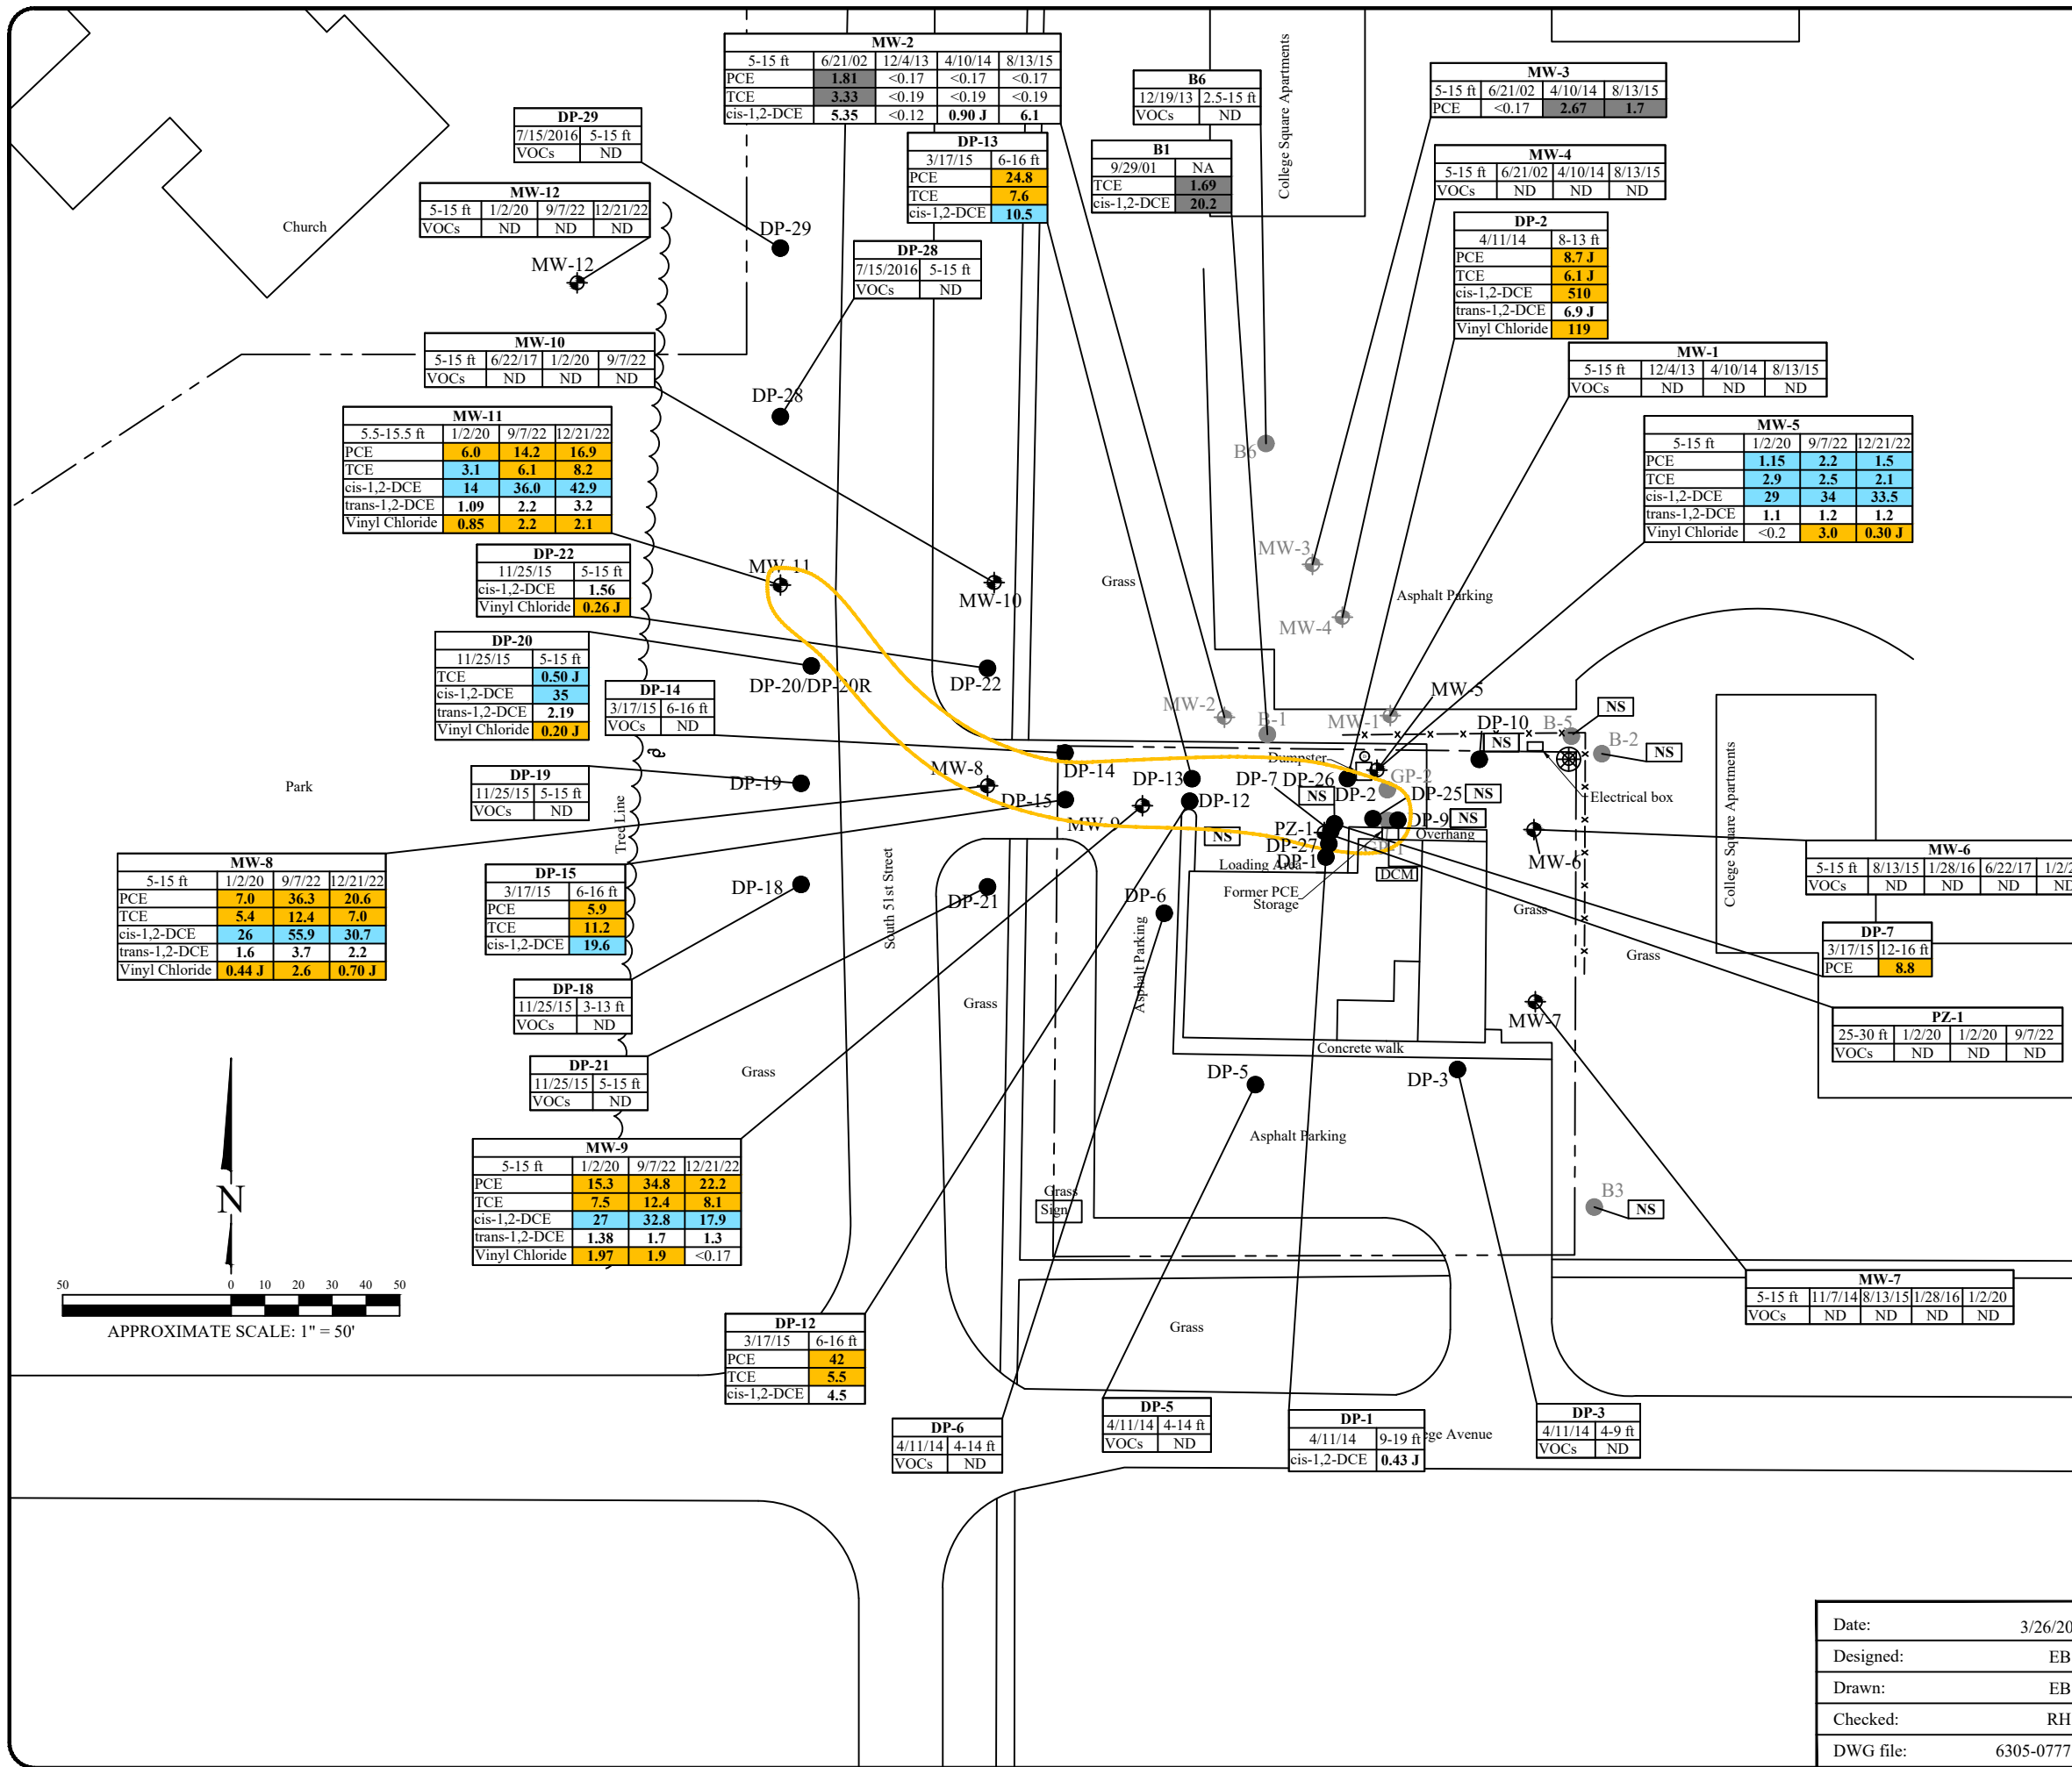 MW-2
5-15 ft 6/21/02 12/4/13 4/10/14 8/13/15
PCE 1.81 <0.17 <0.17 <0.17
TCE 3.33 <0.19 <0.19 <0.19
cis-1,2-DCE 5.35 <0.12 0.90 J 6.1
B6
12/19/13 2.5-15 ft
VOCs ND
College Square Apartments
MW-3
5-15 ft 6/21/02 4/10/14 8/13/15
PCE <0.17 2.67 1.7
DP-29
7/15/2016 5-15 ft
VOCs ND
DP-13
3/17/15 6-16 ft
PCE 24.8
TCE 7.6
cis-1,2-DCE 10.5
B1
9/29/01 NA
TCE 1.69
cis-1,2-DCE 20.2
MW-4
5-15 ft 6/21/02 4/10/14 8/13/15
VOCs ND ND ND
MW-12
5-15 ft 1/2/20 9/7/22 12/21/22
VOCs ND ND ND
Church
DP-29
MW-12
DP-28
7/15/2016 5-15 ft
VOCs ND
DP-2
4/11/14 8-13 ft
PCE 8.7 J
TCE 6.1 J
cis-1,2-DCE 510
trans-1,2-DCE 6.9 J
Vinyl Chloride 119
MW-10
5-15 ft 6/22/17 1/2/20 9/7/22
VOCs ND ND ND
MW-1
5-15 ft 12/4/13 4/10/14 8/13/15
VOCs ND ND ND
DP-28
MW-11
5.5-15.5 ft 1/2/20 9/7/22 12/21/22
PCE 6.0 14.2 16.9
TCE 3.1 6.1 8.2
cis-1,2-DCE 14 36.0 42.9
trans-1,2-DCE 1.09 2.2 3.2
Vinyl Chloride 0.85 2.2 2.1
MW-5
5-15 ft 1/2/20 9/7/22 12/21/22
PCE 1.15 2.2 1.5
TCE 2.9 2.5 2.1
cis-1,2-DCE 29 34 33.5
trans-1,2-DCE 1.1 1.2 1.2
Vinyl Chloride <0.2 3.0 0.30 J
B6
MW-3
DP-22
11/25/15 5-15 ft
cis-1,2-DCE 1.56
Vinyl Chloride 0.26 J
MW-11
MW-10
Grass
Asphalt Parking
MW-4
DP-20
11/25/15 5-15 ft
TCE 0.50 J
cis-1,2-DCE 35
trans-1,2-DCE 2.19
Vinyl Chloride 0.20 J
DP-20/DP-20R
DP-22
DP-14
3/17/15 6-16 ft
VOCs ND
MW-5
MW-2
B-1
MW-1
DP-10
NS
B-5
NS
B-2
NS
Dumpster
DP-14
DP-13
DP-7
DP-26
GP-2
DP-19
11/25/15 5-15 ft
VOCs ND
Park
DP-19
MW-8
DP-15
DP-12
NS
DP-2
DP-25
NS
Electrical box
MW-9
NS
PZ-1
DP-9
NS
Overhang
DP-27
GP-1
DP-1
Loading Area
DCM
Former PCE
Storage
MW-6
Tree Line
South 51st Street
College Square Apartments
MW-6
5-15 ft 8/13/15 1/28/16 6/22/17
VOCs ND ND ND
MW-8
5-15 ft 1/2/20 9/7/22 12/21/22
PCE 7.0 36.3 20.6
TCE 5.4 12.4 7.0
cis-1,2-DCE 26 55.9 30.7
trans-1,2-DCE 1.6 3.7 2.2
Vinyl Chloride 0.44 J 2.6 0.70 J
DP-15
3/17/15 6-16 ft
PCE 5.9
TCE 11.2
cis-1,2-DCE 19.6
DP-18
DP-21
DP-6
Asphalt Parking
Grass
Grass
DP-7
3/17/15 12-16 ft
PCE 8.8
DP-18
11/25/15 3-13 ft
VOCs ND
Grass
MW-7
PZ-1
25-30 ft 1/2/20 1/2/20 9/7/22
VOCs ND ND ND
DP-21
11/25/15 5-15 ft
VOCs ND
Grass
Concrete walk
DP-5
DP-3
Asphalt Parking
MW-9
5-15 ft 1/2/20 9/7/22 12/21/22
PCE 15.3 34.8 22.2
TCE 7.5 12.4 8.1
cis-1,2-DCE 27 32.8 17.9
trans-1,2-DCE 1.38 1.7 1.3
Vinyl Chloride 1.97 1.9 <0.17
N
Grass
Sign
B3
NS
50 0 10 20 30 40 50
APPROXIMATE SCALE: 1" = 50'
MW-7
5-15 ft 11/7/14 8/13/15 1/28/16 1/2/20
VOCs ND ND ND ND
DP-12
3/17/15 6-16 ft
PCE 42
TCE 5.5
cis-1,2-DCE 4.5
Grass
DP-6
4/11/14 4-14 ft
VOCs ND
DP-5
4/11/14 4-14 ft
VOCs ND
DP-1
4/11/14 9-19 ft
cis-1,2-DCE 0.43 J
ge Avenue
DP-3
4/11/14 4-9 ft
VOCs ND
Date: 3/26/20
Designed: EB
Drawn: EB
Checked: RH
DWG file: 6305-0777